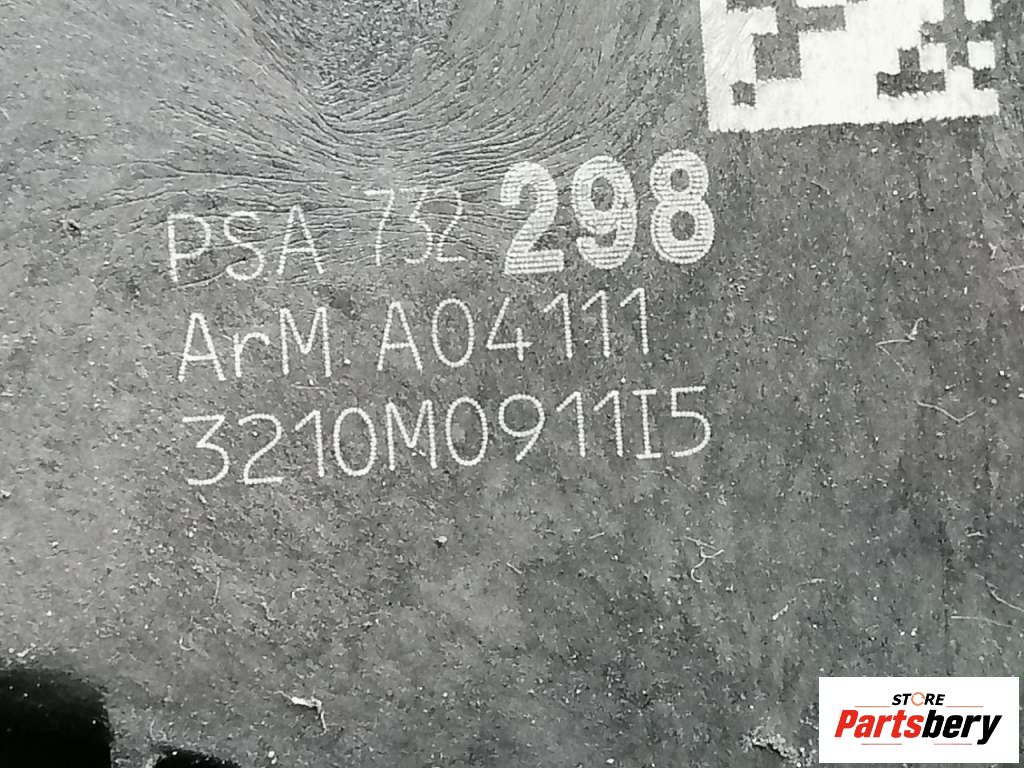 PSA 732 298
ArM A04111
3210M0911I5
STORE
Partsbery